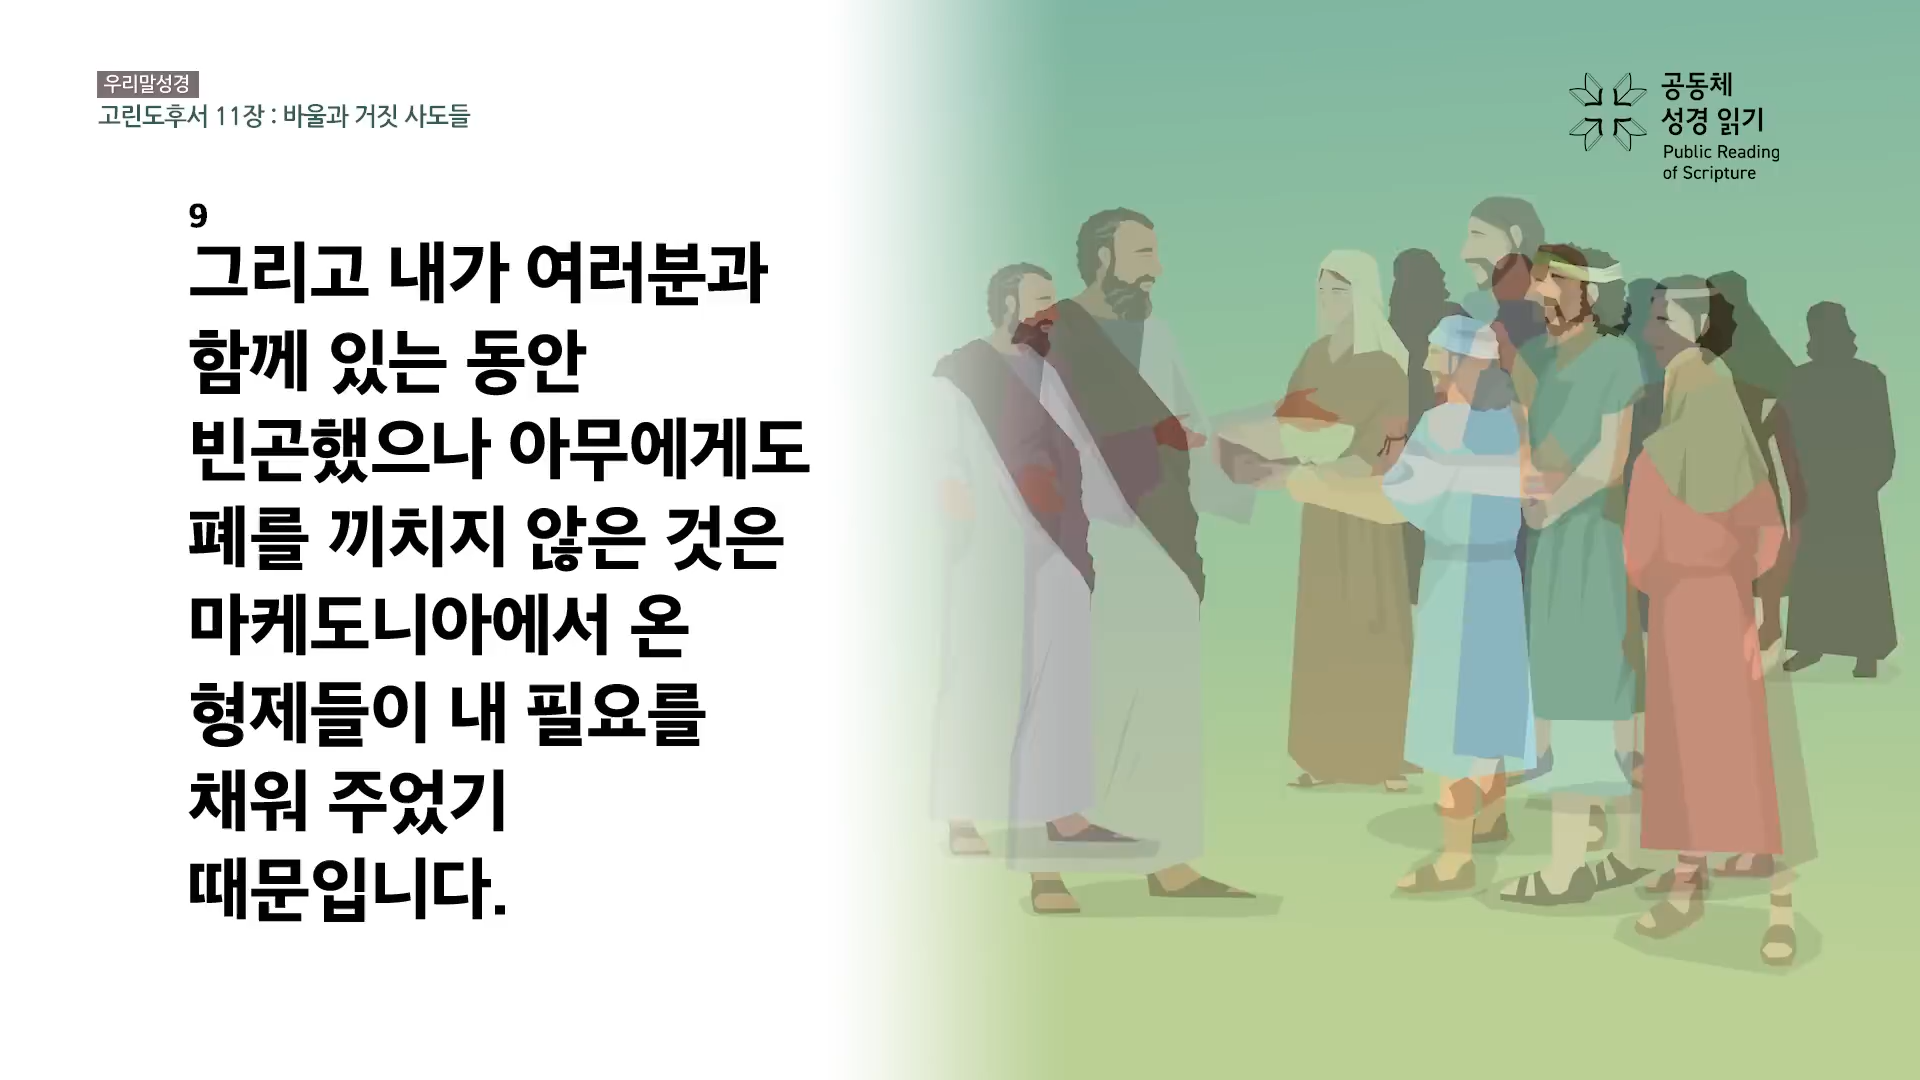 우리말성경
고린도후서 11장 : 바울과 거짓 사도들
공동체
성경 읽기
Public Reading
of Scripture
9
그리고 내가 여러분과
함께 있는 동안
빈곤했으나 아무에게도
폐를 끼치지 않은 것은
마케도니아에서 온
형제들이 내 필요를
채워 주었기
때문입니다.